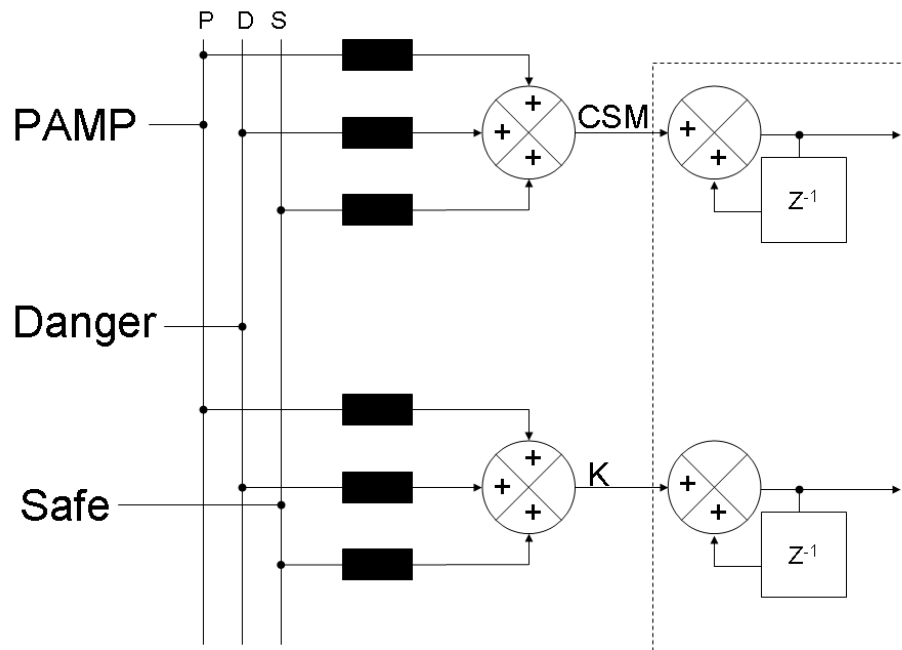 P D S
PAMP
+
+
+
CSM
+
+
Z-1
Danger
Safe
+
+
+
K
+
+
Z-1